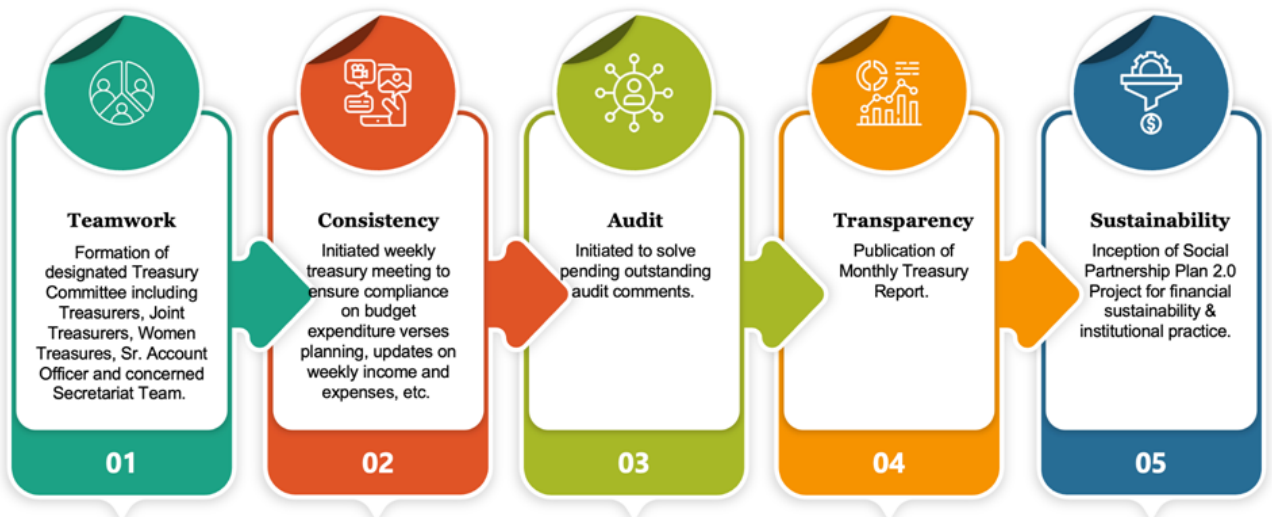 Teamwork
Formation of
designated Treasury
Committee including
Treasurers, Joint
Treasurers, Women
Treasures, Sr. Account
Officer and concerned
Secretariat Team.
01
Consistency
Initiated weekly
treasury meeting to
ensure compliance
on budget
expenditure verses
planning, updates on
weekly income and
expenses, etc.
02
Audit
Initiated to solve
pending outstanding
audit comments.
03
Transparency
Publication of
Monthly Treasury
Report.
04
Sustainability
Inception of Social
Partnership Plan 2.0
Project for financial
sustainability &
institutional practice.
05